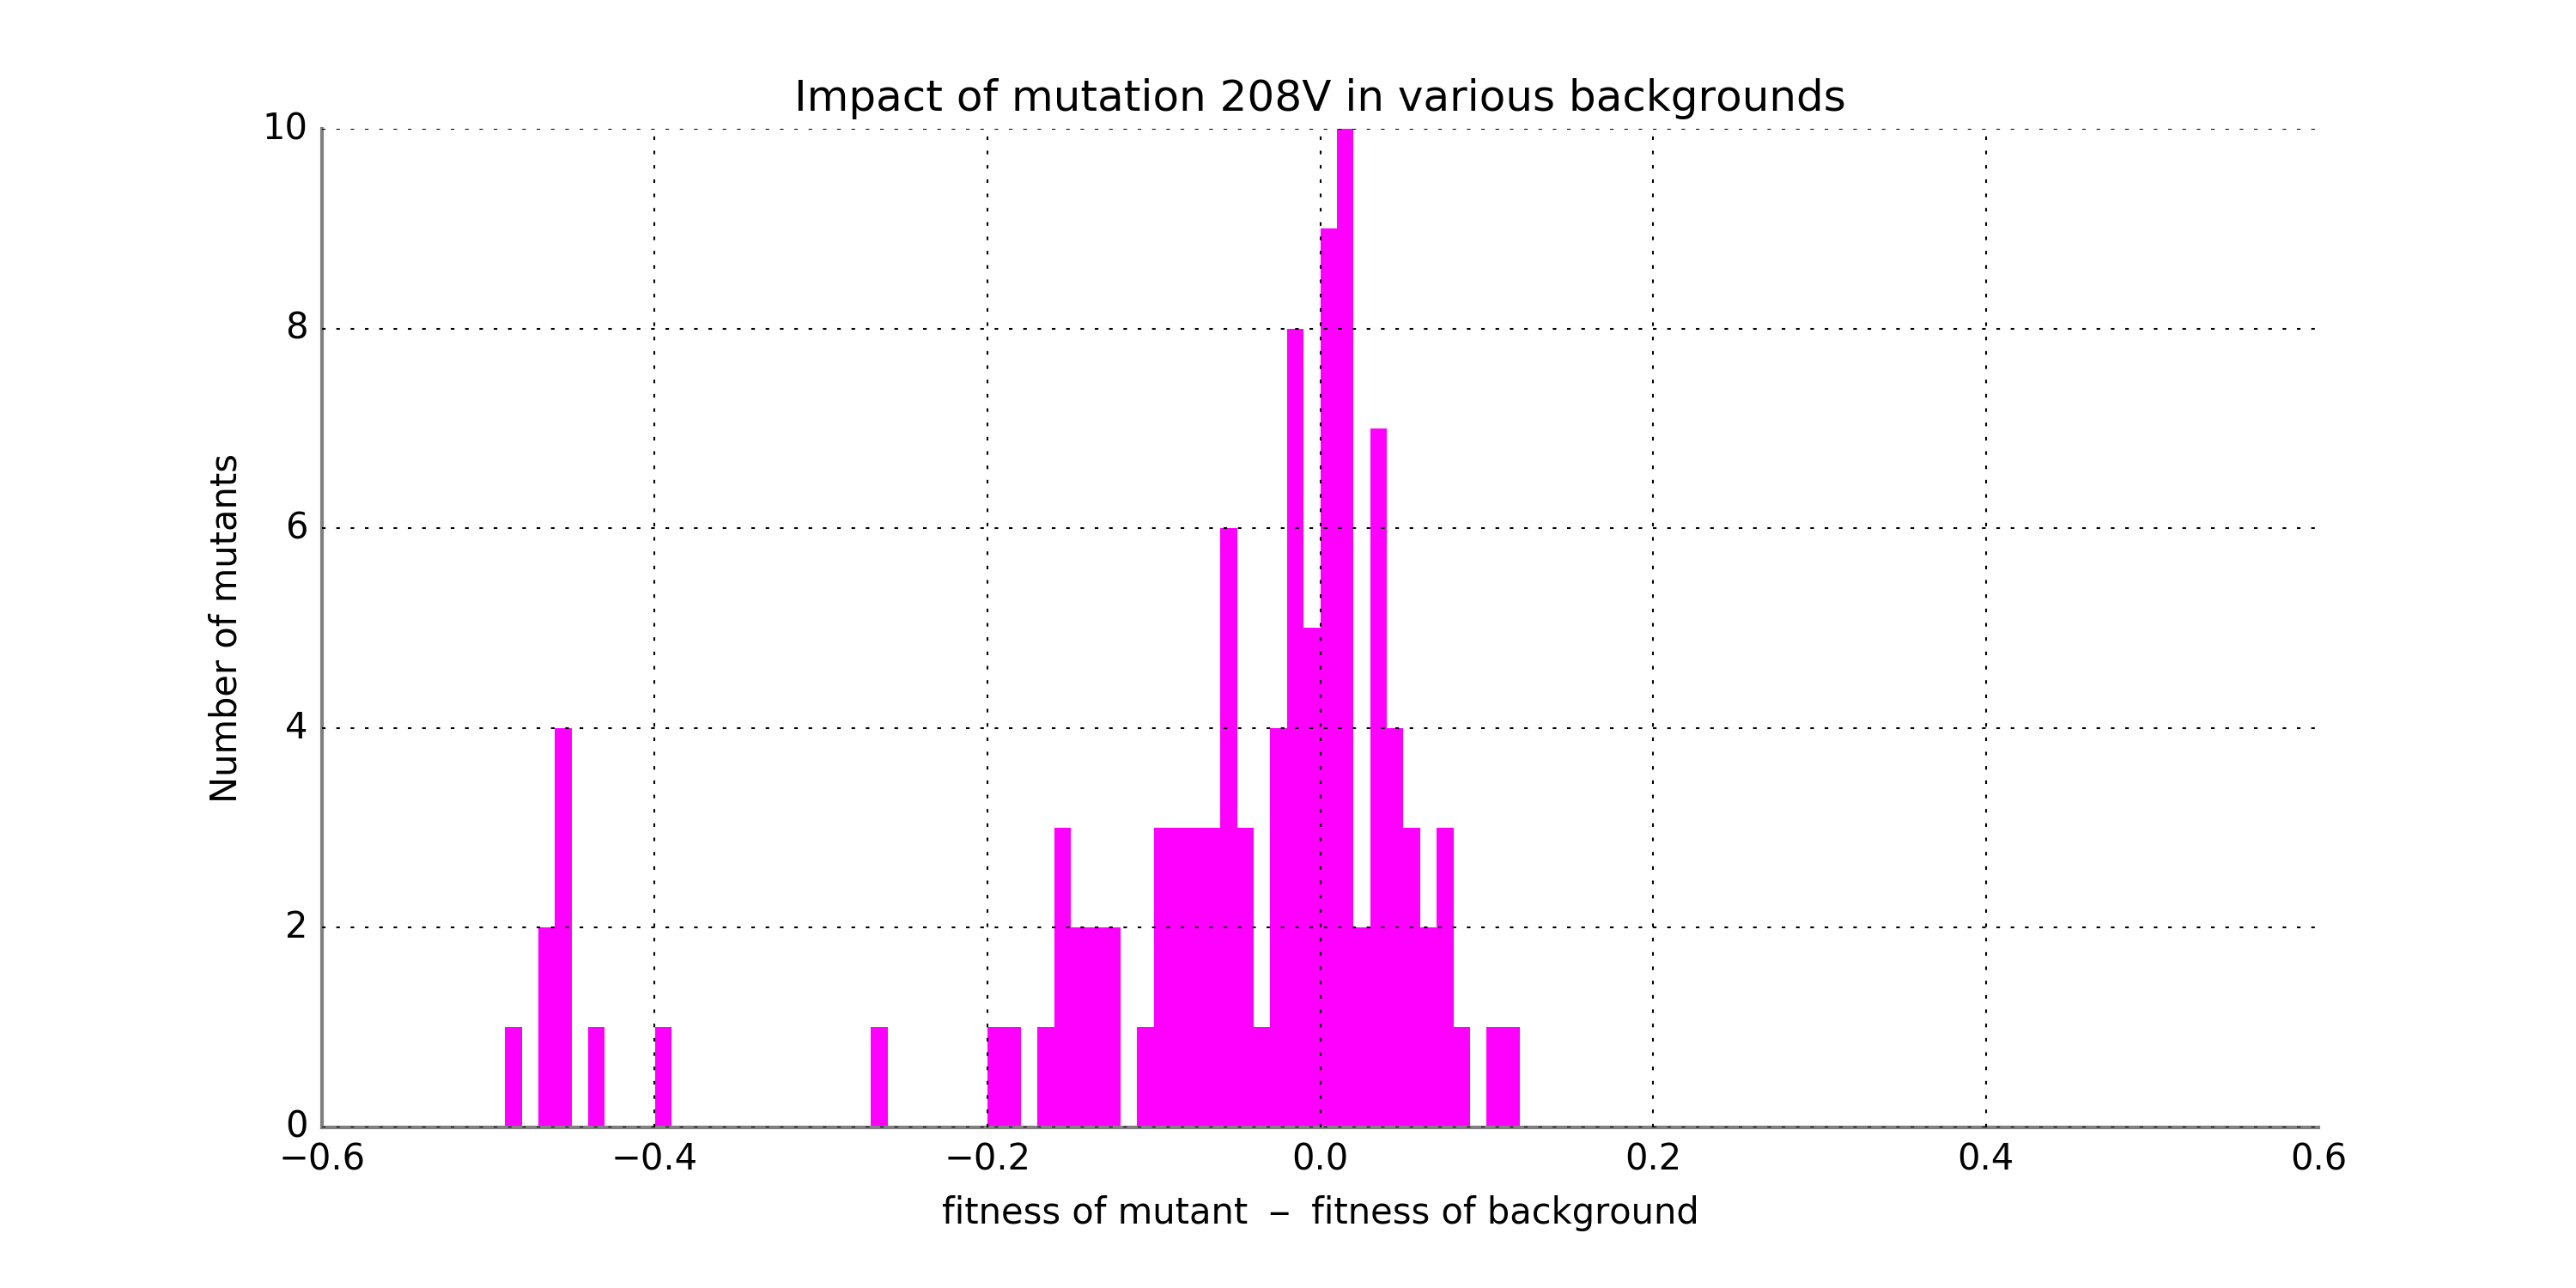 Impact of mutation 208V in various backgrounds
10
8
6
4
2
0
Number of mutants
−0.6 −0.4 −0.2 0.0 0.2 0.4 0.6
fitness of mutant − fitness of background